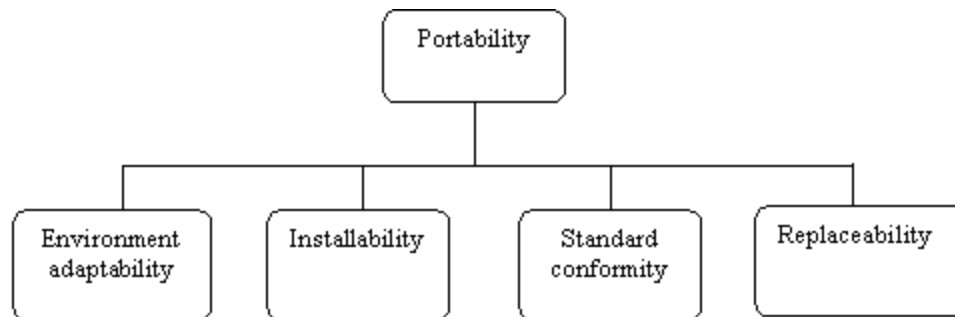 Portability
Environment
adaptability
Installability
Standard
conformity
Replaceability